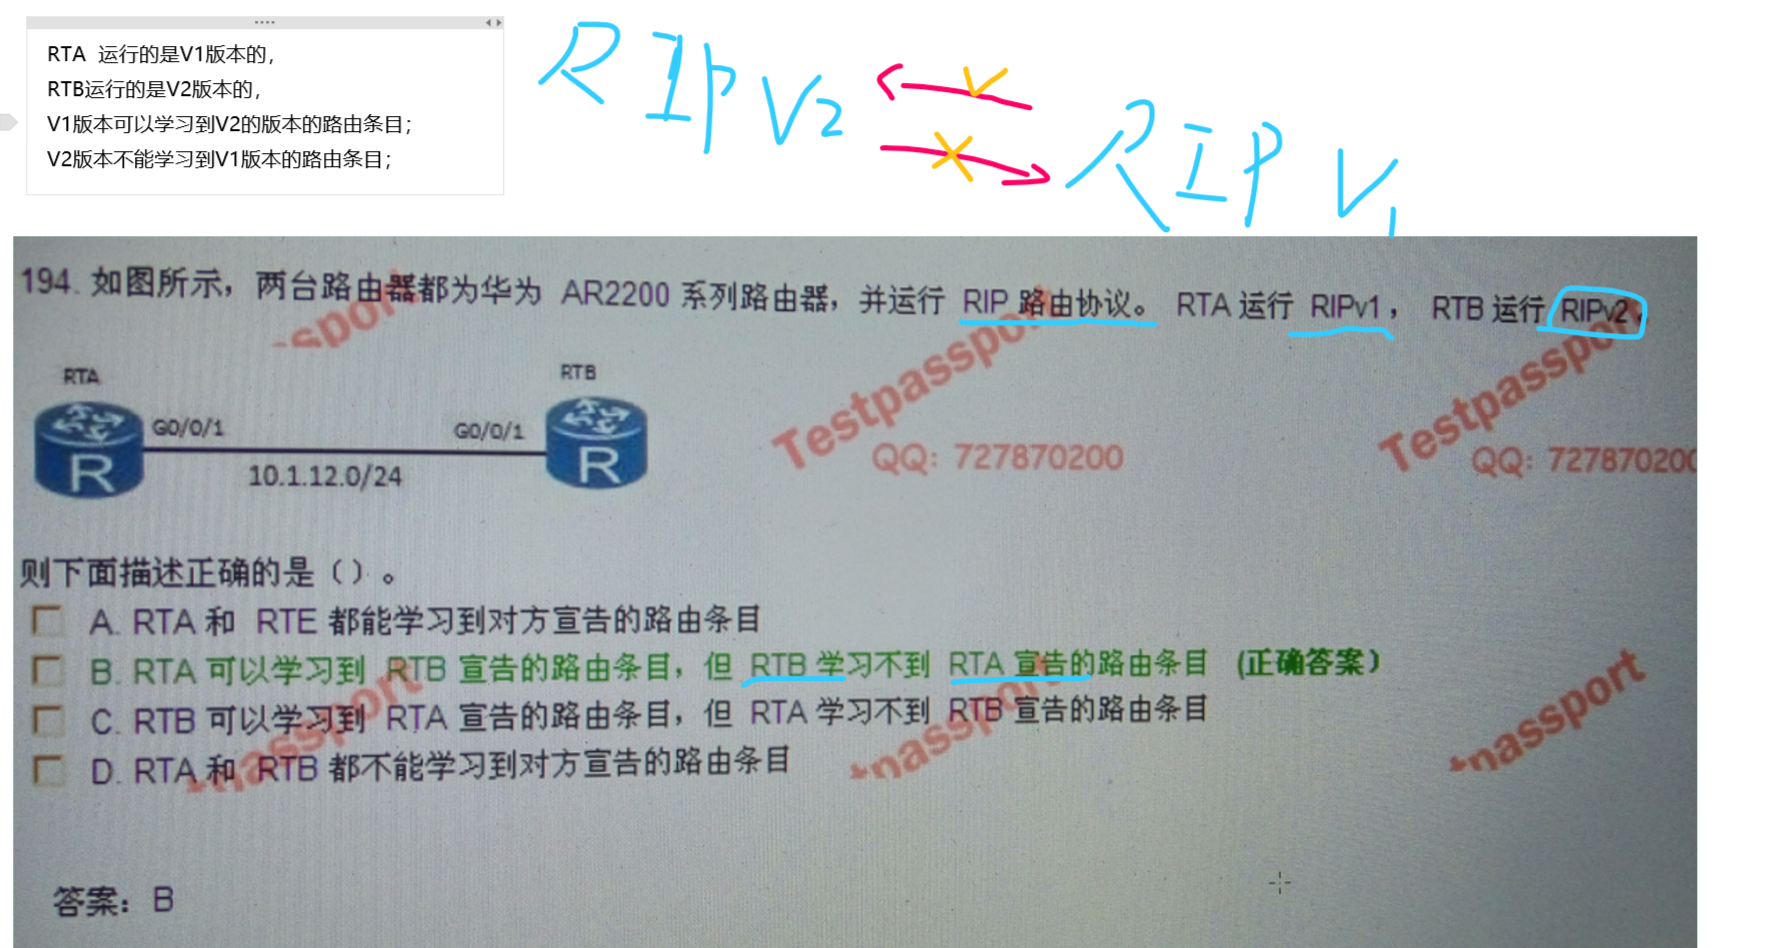 RTA 运行的是V1版本的，
RTB运行的是V2版本的，
V1版本可以学习到V2的版本的路由条目；
V2版本不能学习到V1版本的路由条目；
RIP V2
RIP V1
194. 如图所示，两台路由器都为华为 AR2200 系列路由器，并运行 RIP 路由协议。 RTA 运行 RIPv1， RTB 运行 RIPv2，
sport
Testpassport
Testpassport
RTA
RTB
G0/0/1
G0/0/1
QQ: 727870200
QQ: 727870200
10.1.12.0/24
则下面描述正确的是（）。
A. RTA 和 RTE 都能学习到对方宣告的路由条目
B. RTA 可以学习到 RTB 宣告的路由条目，但 RTB 学习不到 RTA 宣告的路由条目 (正确答案)
C. RTB 可以学习到 RTA 宣告的路由条目，但 RTA 学习不到 RTB 宣告的路由条目
D. RTA 和 RTB 都不能学习到对方宣告的路由条目
tnassport
tnassport
tnassport
答案：B